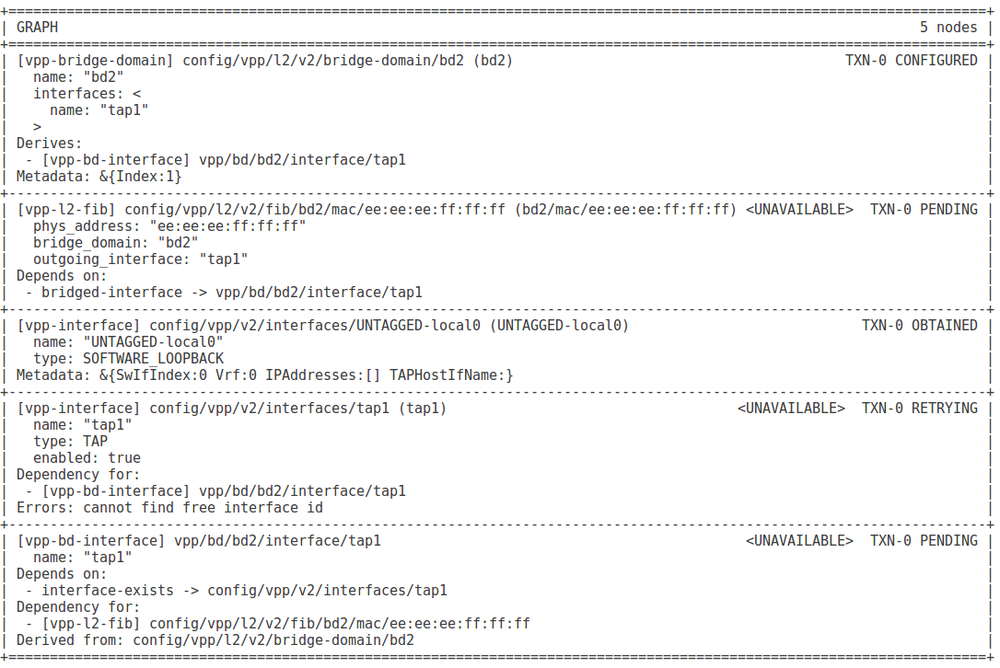 +======================================================================================================================+
| GRAPH                                                                                                        5 nodes |
+======================================================================================================================+
| [vpp-bridge-domain] config/vpp/l2/v2/bridge-domain/bd2 (bd2)                                        TXN-0 CONFIGURED |
|   name: "bd2"                                                                                                        |
|   interfaces: <                                                                                                      |
|     name: "tap1"                                                                                                     |
|   >                                                                                                                  |
| Derives:                                                                                                             |
|  - [vpp-bd-interface] vpp/bd/bd2/interface/tap1                                                                      |
| Metadata: &{Index:1}                                                                                                 |
+----------------------------------------------------------------------------------------------------------------------+
| [vpp-l2-fib] config/vpp/l2/v2/fib/bd2/mac/ee:ee:ee:ff:ff:ff (bd2/mac/ee:ee:ee:ff:ff:ff) <UNAVAILABLE>  TXN-0 PENDING |
|   phys_address: "ee:ee:ee:ff:ff:ff"                                                                                  |
|   bridge_domain: "bd2"                                                                                               |
|   outgoing_interface: "tap1"                                                                                         |
| Depends on:                                                                                                          |
|  - bridged-interface -> vpp/bd/bd2/interface/tap1                                                                    |
+----------------------------------------------------------------------------------------------------------------------+
| [vpp-interface] config/vpp/v2/interfaces/UNTAGGED-local0 (UNTAGGED-local0)                            TXN-0 OBTAINED |
|   name: "UNTAGGED-local0"                                                                                            |
|   type: SOFTWARE_LOOPBACK                                                                                            |
| Metadata: &{SwIfIndex:0 Vrf:0 IPAddresses:[] TAPHostIfName:}                                                         |
+----------------------------------------------------------------------------------------------------------------------+
| [vpp-interface] config/vpp/v2/interfaces/tap1 (tap1)                                   <UNAVAILABLE>  TXN-0 RETRYING |
|   name: "tap1"                                                                                                       |
|   type: TAP                                                                                                          |
|   enabled: true                                                                                                      |
| Dependency for:                                                                                                      |
|  - [vpp-bd-interface] vpp/bd/bd2/interface/tap1                                                                      |
| Errors: cannot find free interface id                                                                                |
+----------------------------------------------------------------------------------------------------------------------+
| [vpp-bd-interface] vpp/bd/bd2/interface/tap1                                            <UNAVAILABLE>  TXN-0 PENDING |
|   name: "tap1"                                                                                                       |
| Depends on:                                                                                                          |
|  - interface-exists -> config/vpp/v2/interfaces/tap1                                                                 |
| Dependency for:                                                                                                      |
|  - [vpp-l2-fib] config/vpp/l2/v2/fib/bd2/mac/ee:ee:ee:ff:ff:ff                                                       |
| Derived from: config/vpp/l2/v2/bridge-domain/bd2                                                                     |
+======================================================================================================================+